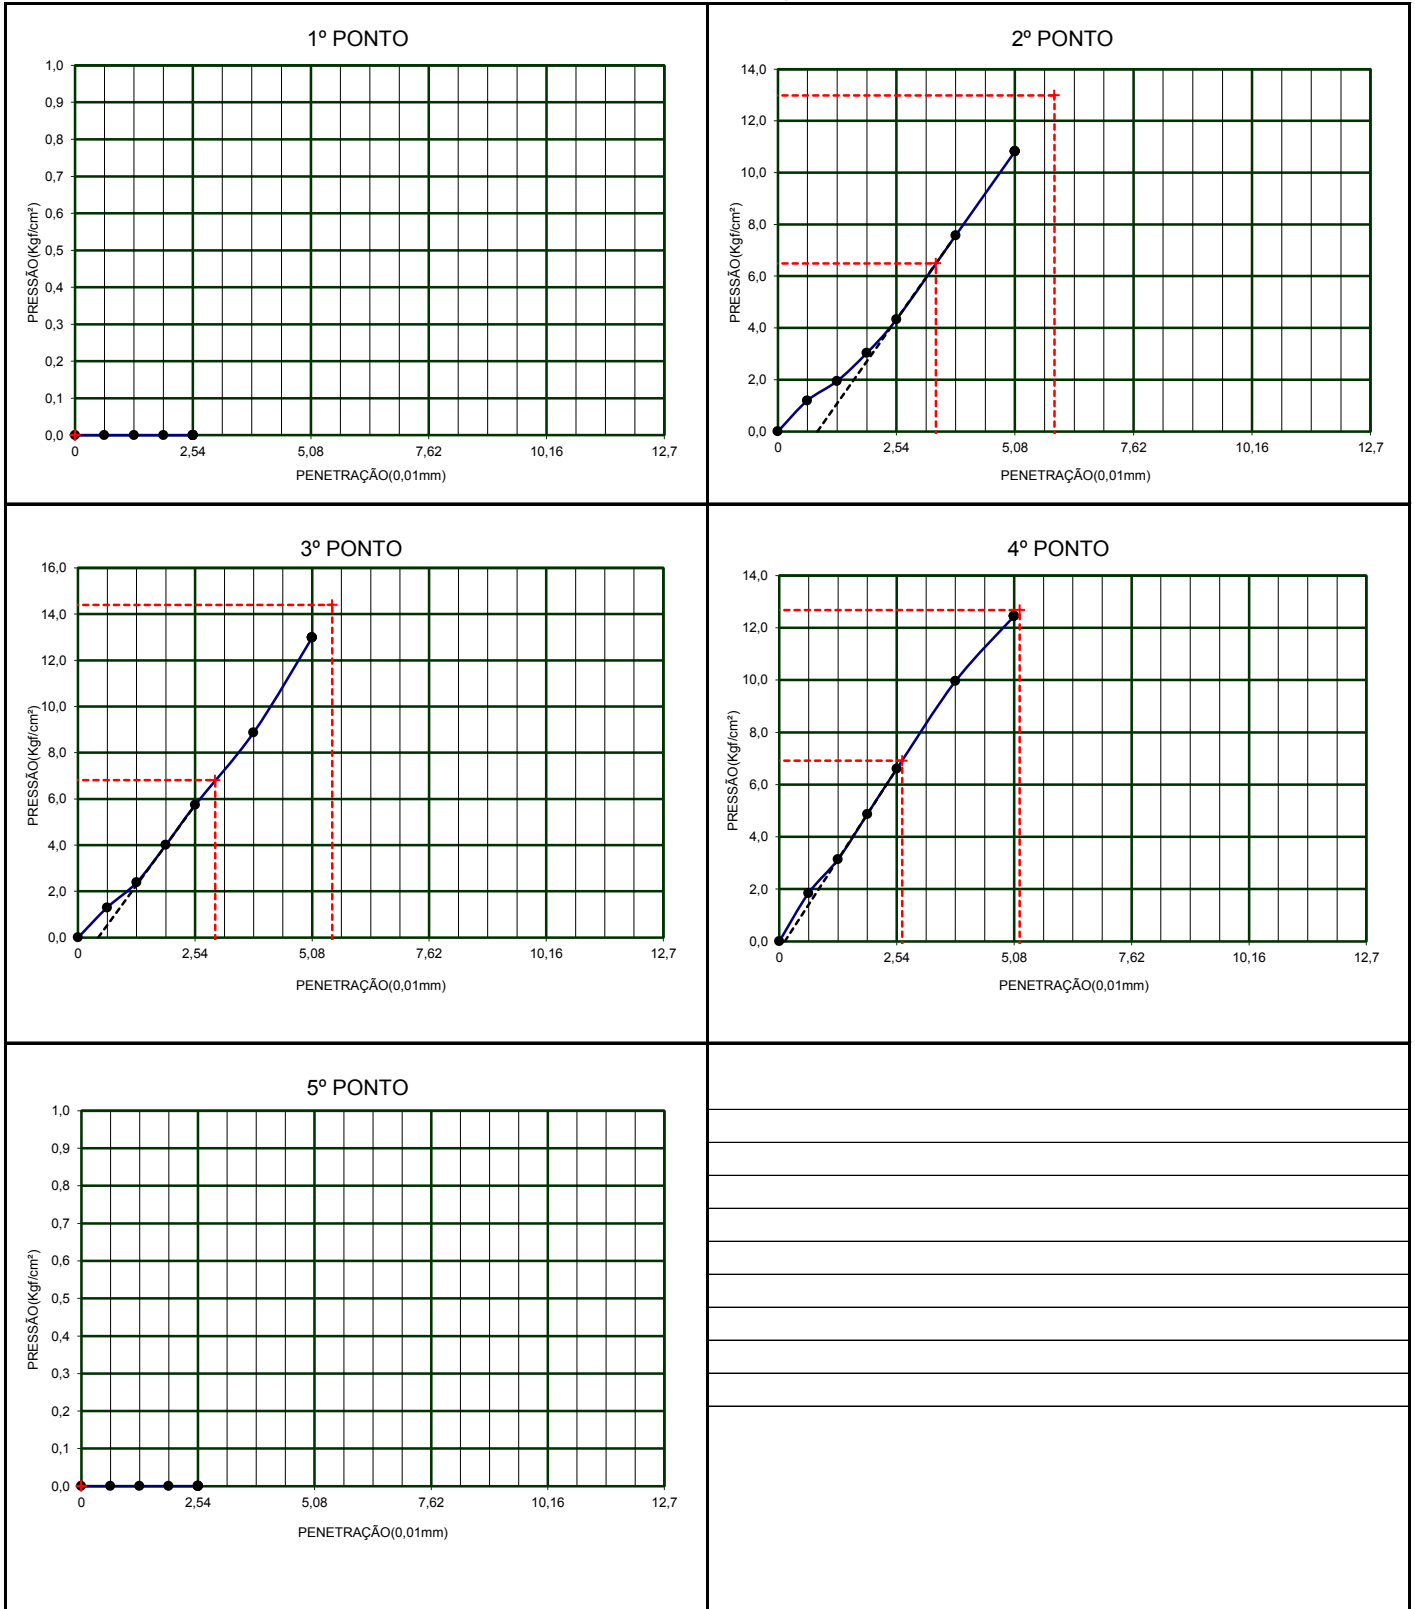 1º PONTO
1,0
0,9
0,8
0,7
0,6
0,5
0,4
0,3
0,2
0,1
0,0
PRESSÃO(Kgf/cm²)
0 2,54 5,08 7,62 10,16 12,7
PENETRAÇÃO(0,01mm)
2º PONTO
14,0
12,0
10,0
8,0
6,0
4,0
2,0
0,0
PRESSÃO(Kgf/cm²)
0 2,54 5,08 7,62 10,16 12,7
PENETRAÇÃO(0,01mm)
3º PONTO
16,0
14,0
12,0
10,0
8,0
6,0
4,0
2,0
0,0
PRESSÃO(Kgf/cm²)
0 2,54 5,08 7,62 10,16 12,7
PENETRAÇÃO(0,01mm)
4º PONTO
14,0
12,0
10,0
8,0
6,0
4,0
2,0
0,0
PRESSÃO(Kgf/cm²)
0 2,54 5,08 7,62 10,16 12,7
PENETRAÇÃO(0,01mm)
5º PONTO
1,0
0,9
0,8
0,7
0,6
0,5
0,4
0,3
0,2
0,1
0,0
PRESSÃO(Kgf/cm²)
0 2,54 5,08 7,62 10,16 12,7
PENETRAÇÃO(0,01mm)